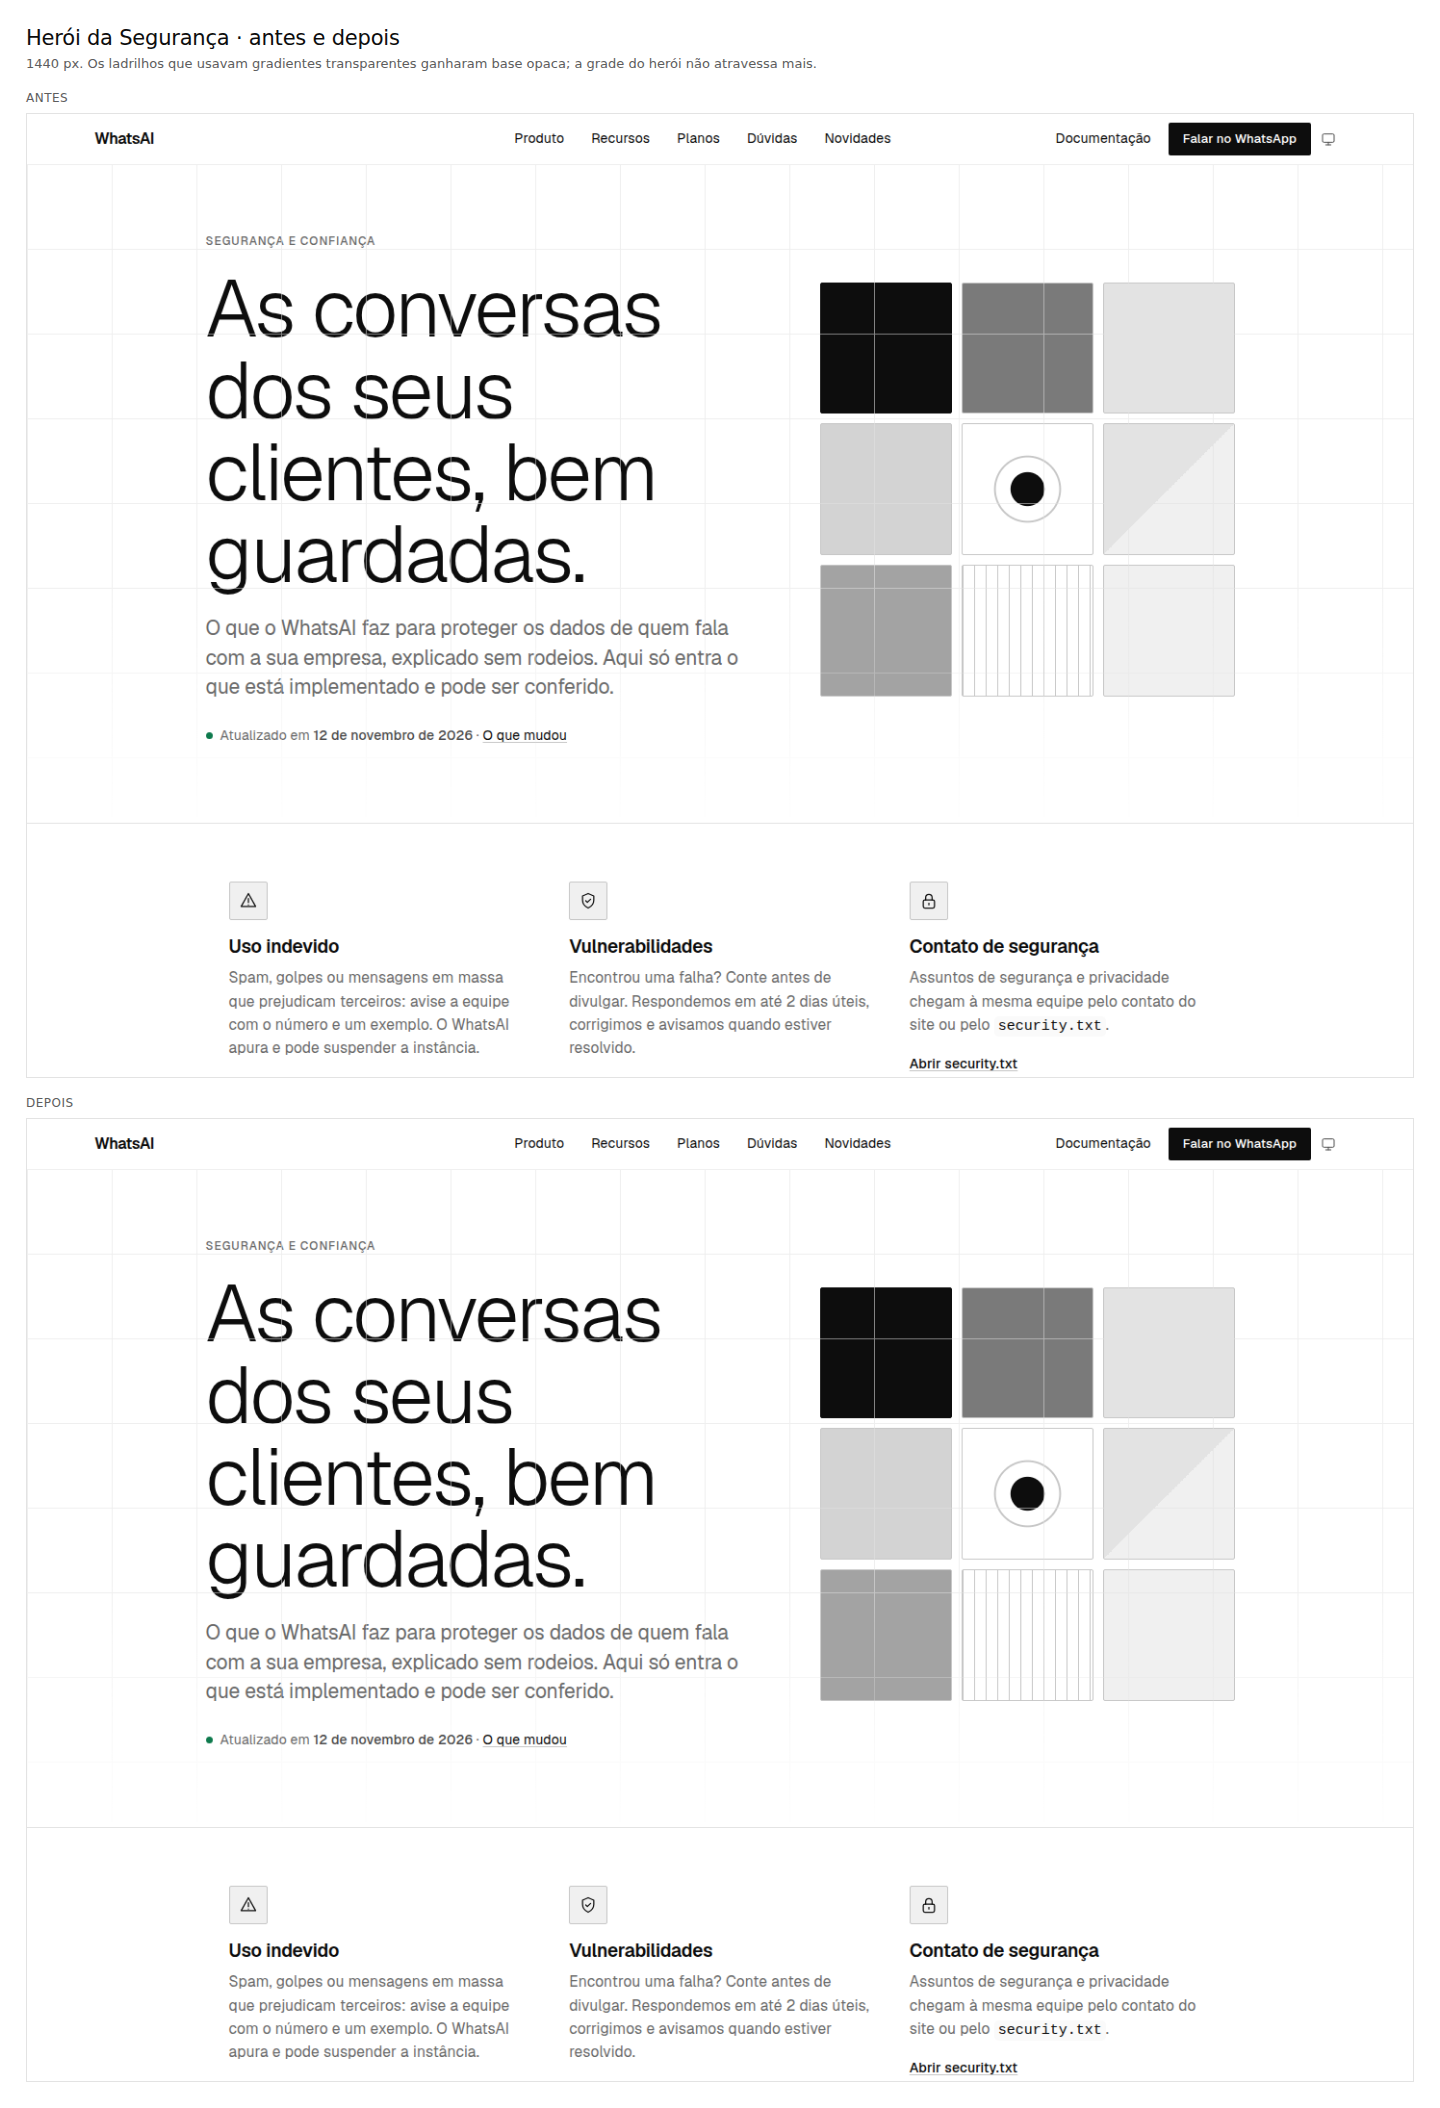 Herói da Segurança · antes e depois
1440 px. Os ladrilhos que usavam gradientes transparentes ganharam base opaca; a grade do herói não atravessa mais.
ANTES
WhatsAI Produto Recursos Planos Dúvidas Novidades Documentação Falar no WhatsApp
SEGURANÇA E CONFIANÇA
As conversas
dos seus
clientes, bem
guardadas.
O que o WhatsAI faz para proteger os dados de quem fala
com a sua empresa, explicado sem rodeios. Aqui só entra o
que está implementado e pode ser conferido.
Atualizado em 12 de novembro de 2026 · O que mudou
Uso indevido
Spam, golpes ou mensagens em massa
que prejudicam terceiros: avise a equipe
com o número e um exemplo. O WhatsAI
apura e pode suspender a instância.
Vulnerabilidades
Encontrou uma falha? Conte antes de
divulgar. Respondemos em até 2 dias úteis,
corrigimos e avisamos quando estiver
resolvido.
Contato de segurança
Assuntos de segurança e privacidade
chegam à mesma equipe pelo contato do
site ou pelo security.txt.
Abrir security.txt
DEPOIS
WhatsAI Produto Recursos Planos Dúvidas Novidades Documentação Falar no WhatsApp
SEGURANÇA E CONFIANÇA
As conversas
dos seus
clientes, bem
guardadas.
O que o WhatsAI faz para proteger os dados de quem fala
com a sua empresa, explicado sem rodeios. Aqui só entra o
que está implementado e pode ser conferido.
Atualizado em 12 de novembro de 2026 · O que mudou
Uso indevido
Spam, golpes ou mensagens em massa
que prejudicam terceiros: avise a equipe
com o número e um exemplo. O WhatsAI
apura e pode suspender a instância.
Vulnerabilidades
Encontrou uma falha? Conte antes de
divulgar. Respondemos em até 2 dias úteis,
corrigimos e avisamos quando estiver
resolvido.
Contato de segurança
Assuntos de segurança e privacidade
chegam à mesma equipe pelo contato do
site ou pelo security.txt.
Abrir security.txt